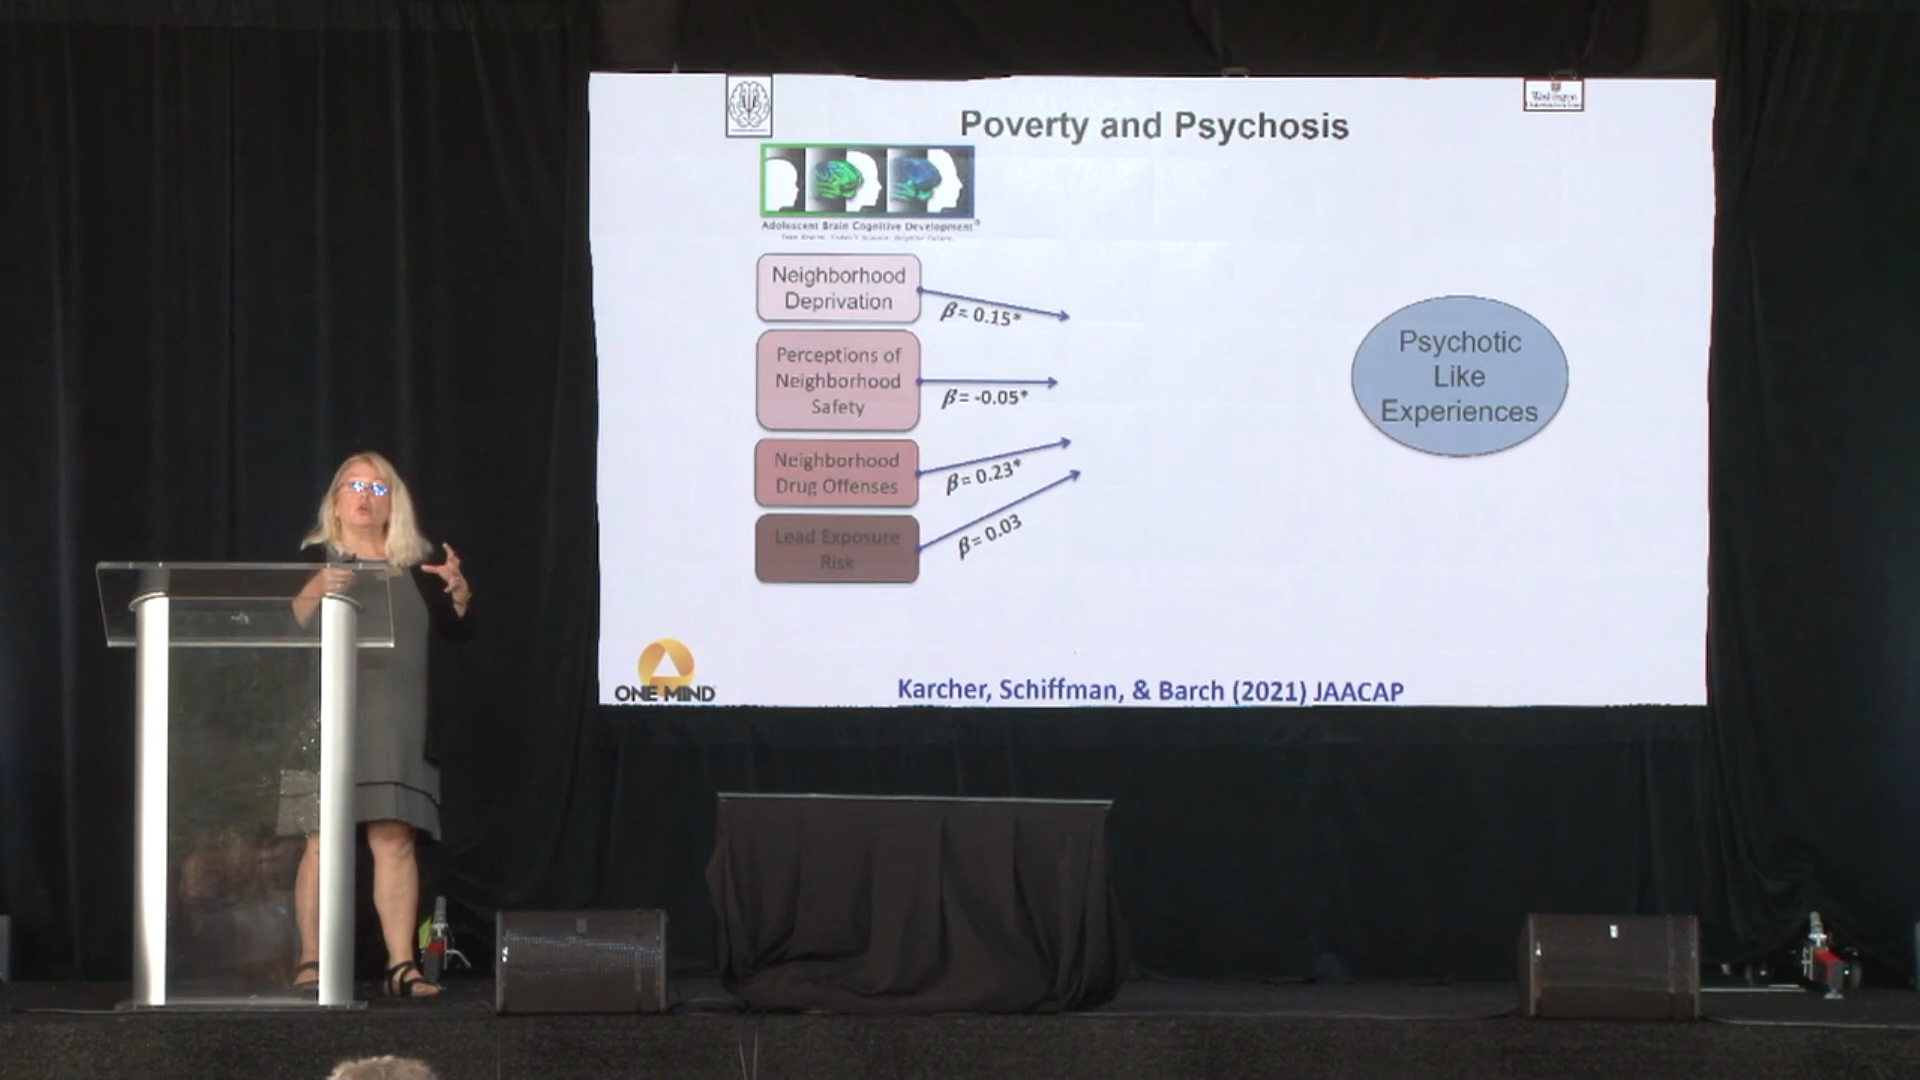 Washington
Poverty and Psychosis
Adolescent Brain Cognitive Development®
Neighborhood
Deprivation
β= 0.15*
Perceptions of
Neighborhood
Safety
β= -0.05*
Neighborhood
Drug Offenses
β= 0.23*
Lead Exposure
Risk
β= 0.03
Psychotic
Like
Experiences
ONE MIND
Karcher, Schiffman, & Barch (2021) JAACAP